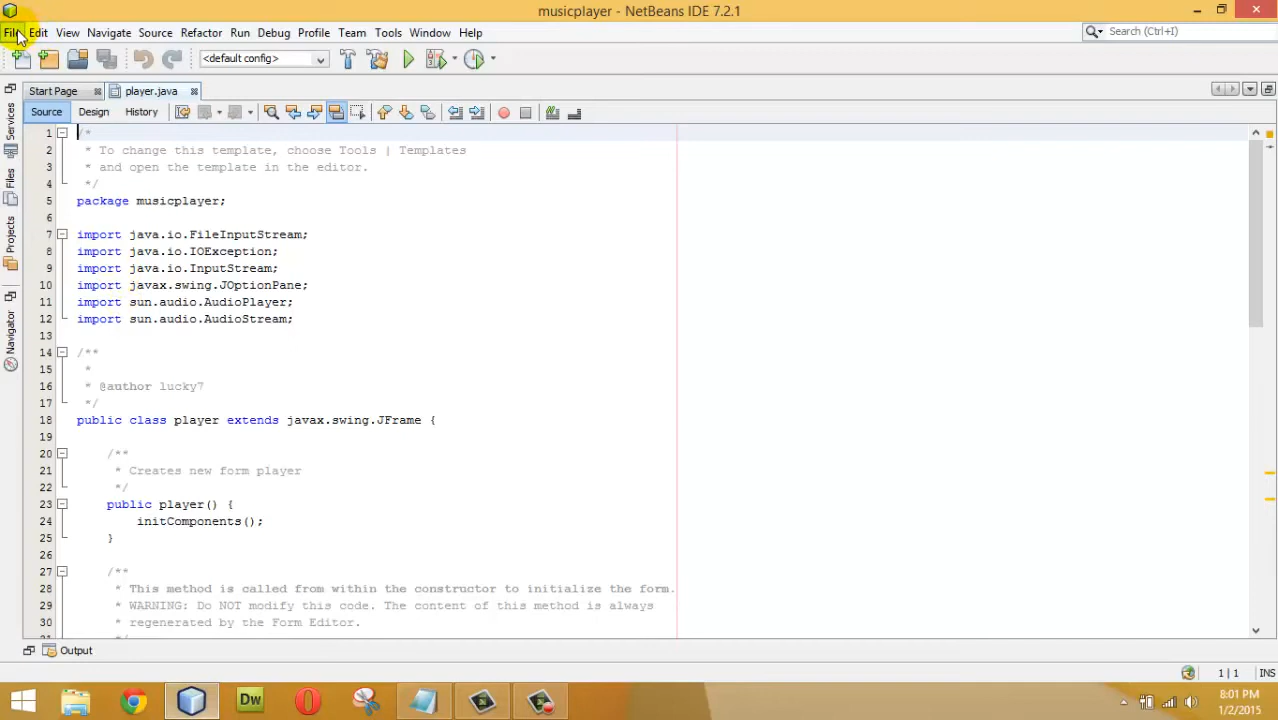 musicplayer - NetBeans IDE 7.2.1
File Edit View Navigate Source Refactor Run Debug Profile Team Tools Window Help
Search (Ctrl+I)
<default config>
Start Page
player.java
Source Design History
Services
Files
Projects
Navigator
1 /*
2 * To change this template, choose Tools | Templates
3 * and open the template in the editor.
4 */
5 package musicplayer;
6
7 import java.io.FileInputStream;
8 import java.io.IOException;
9 import java.io.InputStream;
10 import javax.swing.JOptionPane;
11 import sun.audio.AudioPlayer;
12 import sun.audio.AudioStream;
13
14 /**
15 *
16 * @author lucky7
17 */
18 public class player extends javax.swing.JFrame {
19
20 /**
21 * Creates new form player
22 */
23 public player() {
24 initComponents();
25 }
26
27 /**
28 * This method is called from within the constructor to initialize the form.
29 * WARNING: Do NOT modify this code. The content of this method is always
30 * regenerated by the Form Editor.
Output
1 | 1 INS
Dw
8:01 PM
1/2/2015